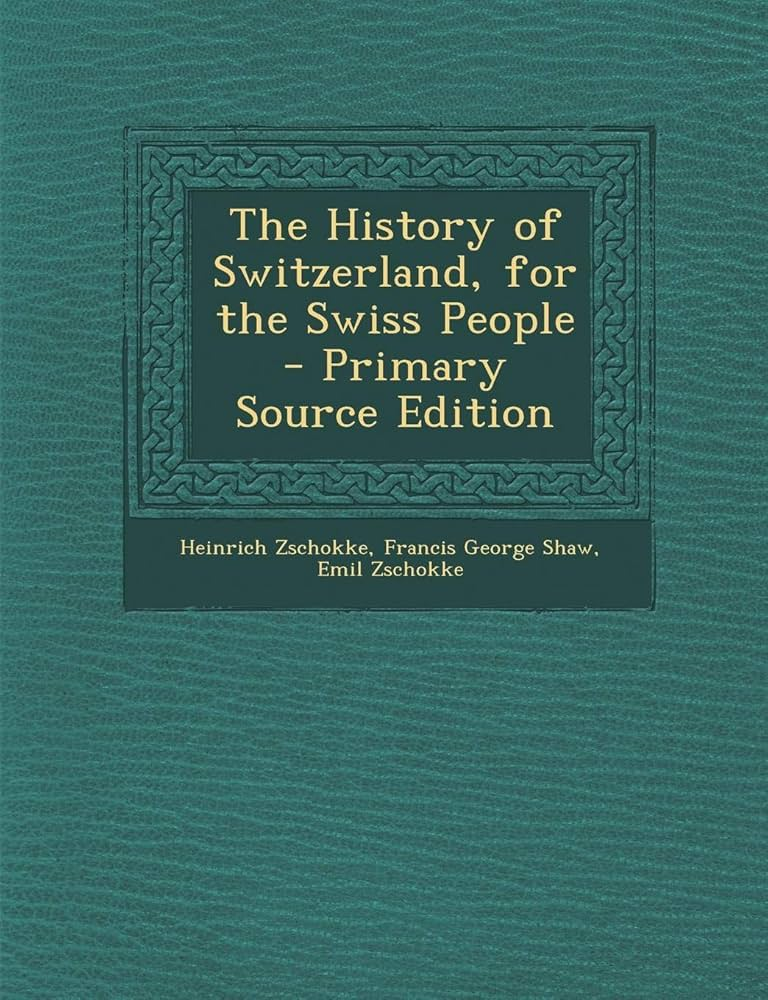 The History of
Switzerland, for
the Swiss People
- Primary
Source Edition
Heinrich Zschokke, Francis George Shaw,
Emil Zschokke